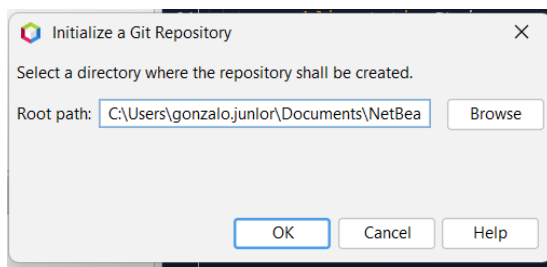 Initialize a Git Repository
Select a directory where the repository shall be created.
Root path: C:\Users\gonzalo.junlor\Documents\NetBea Browse
OK Cancel Help